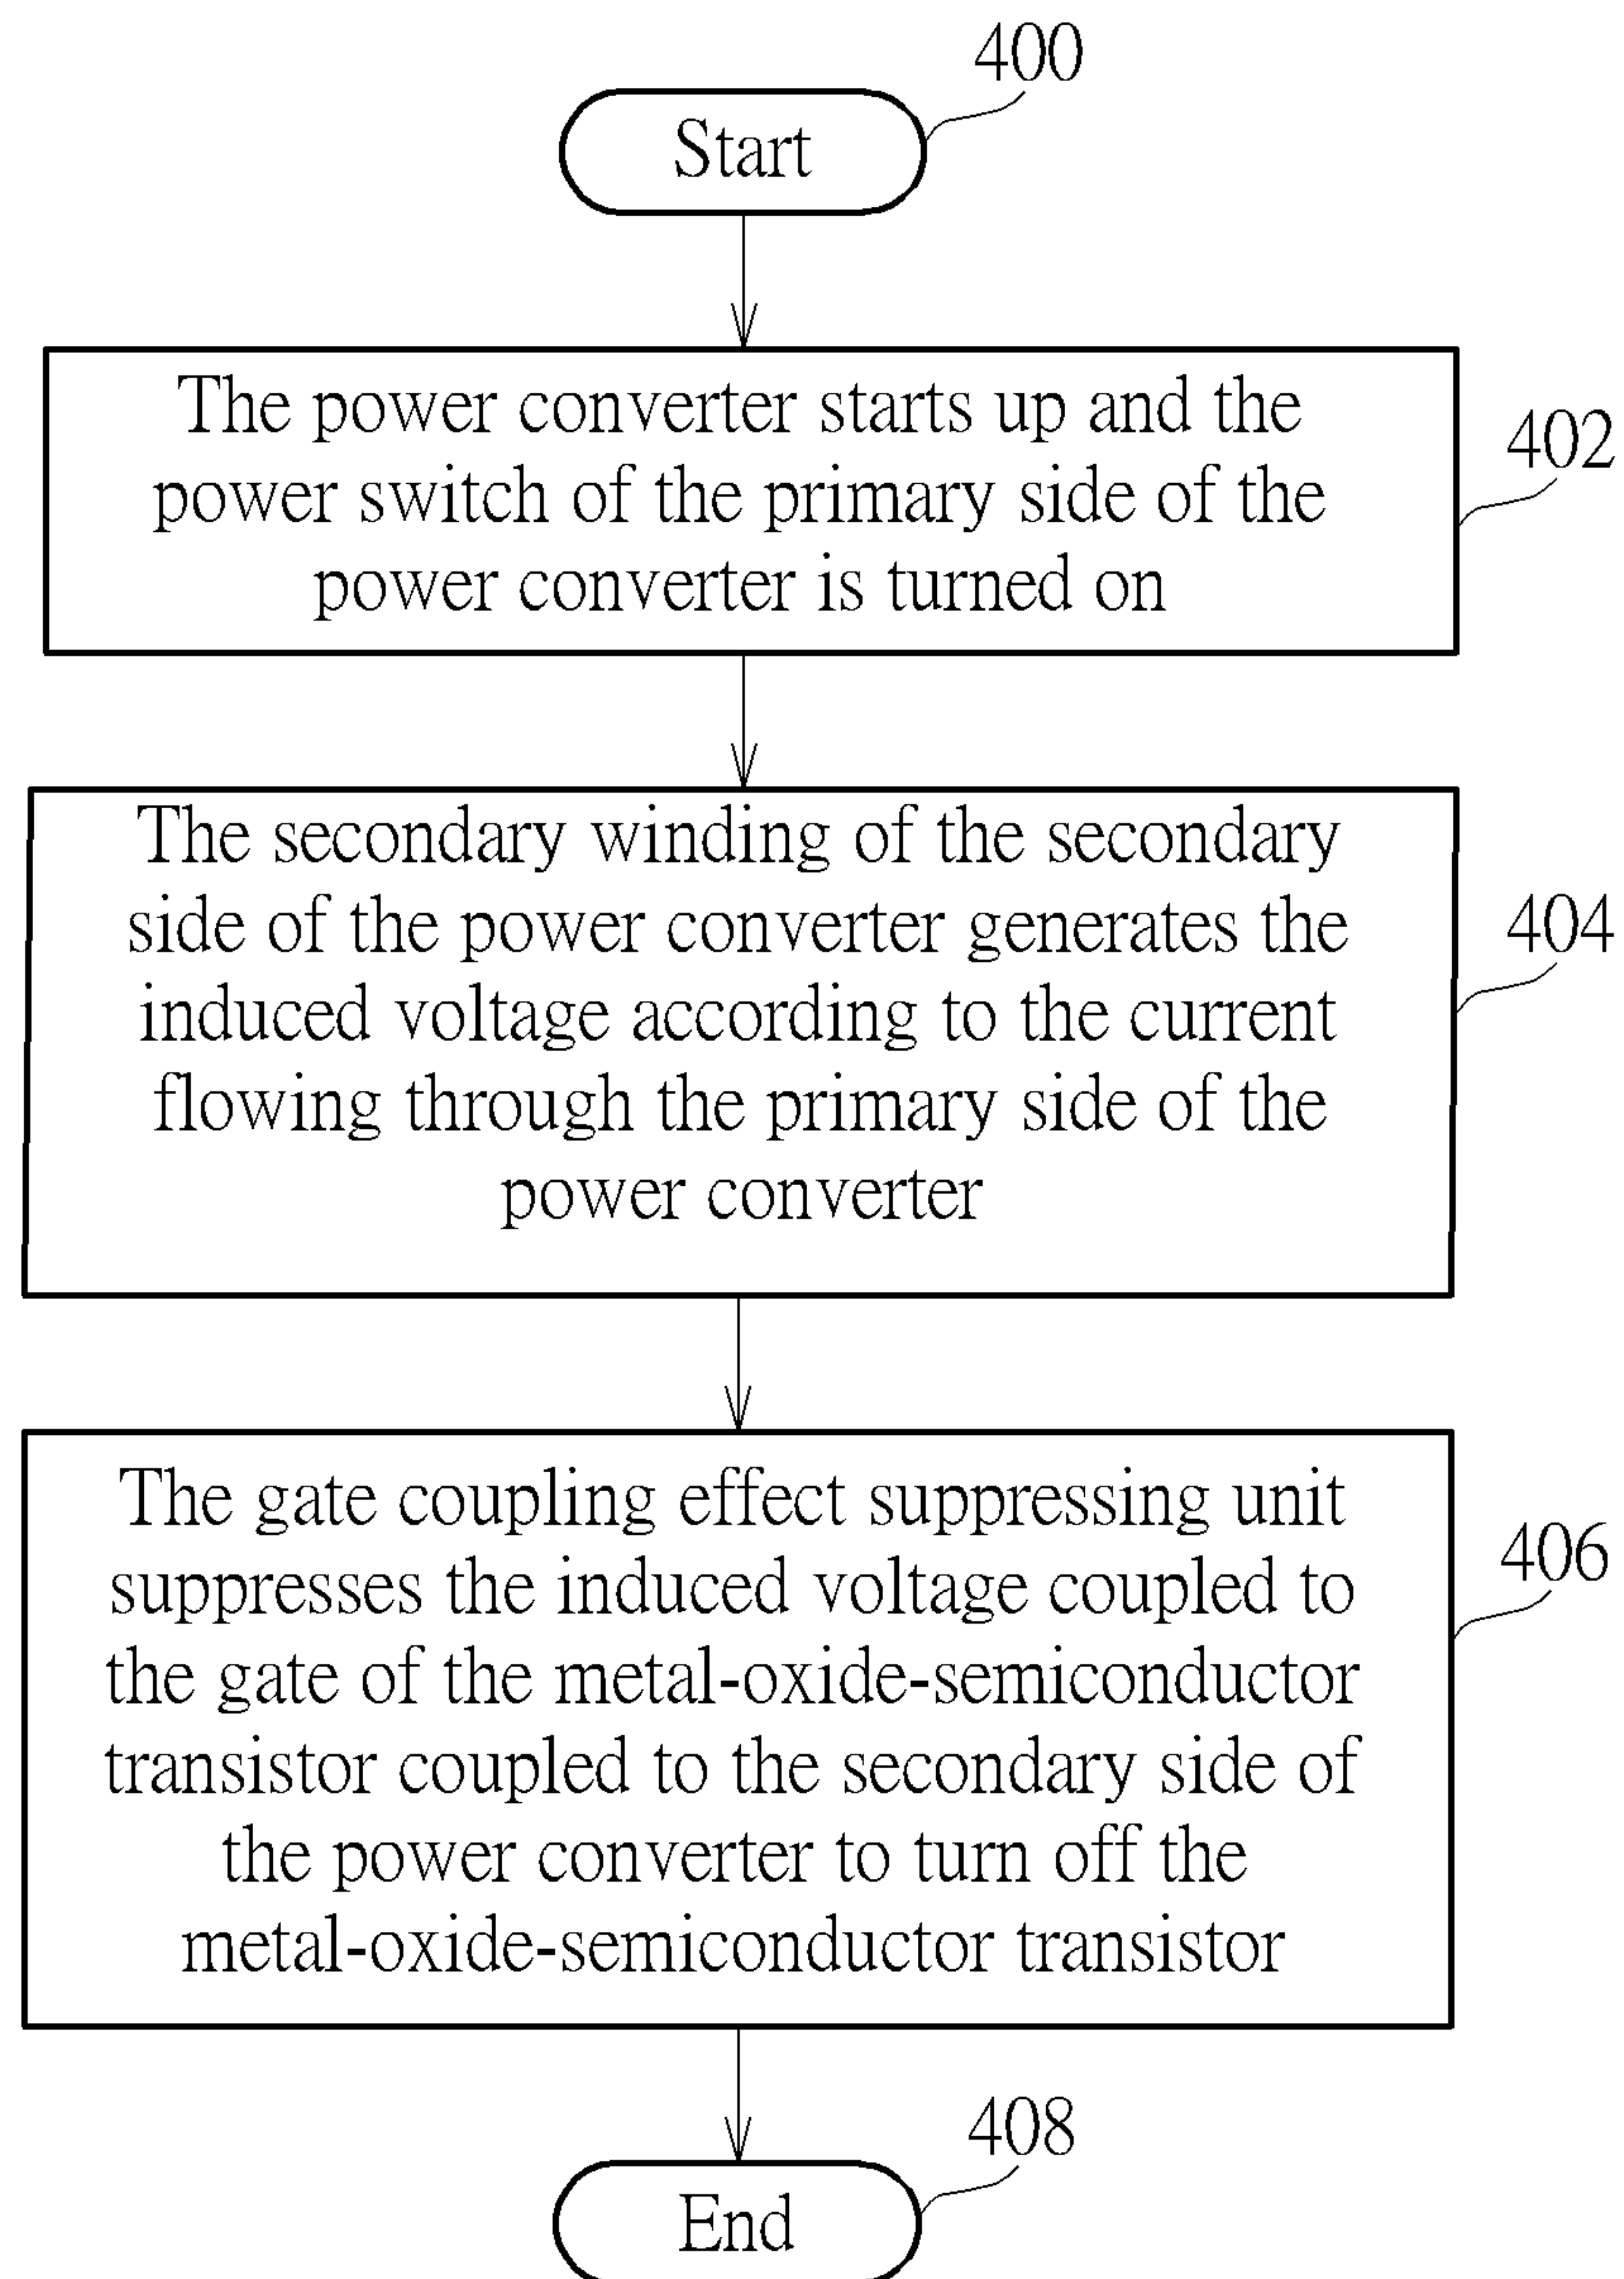 400
Start
The power converter starts up and the
power switch of the primary side of the
power converter is turned on
402
The secondary winding of the secondary
side of the power converter generates the
induced voltage according to the current
flowing through the primary side of the
power converter
404
The gate coupling effect suppressing unit
suppresses the induced voltage coupled to
the gate of the metal-oxide-semiconductor
transistor coupled to the secondary side of
the power converter to turn off the
metal-oxide-semiconductor transistor
406
408
End